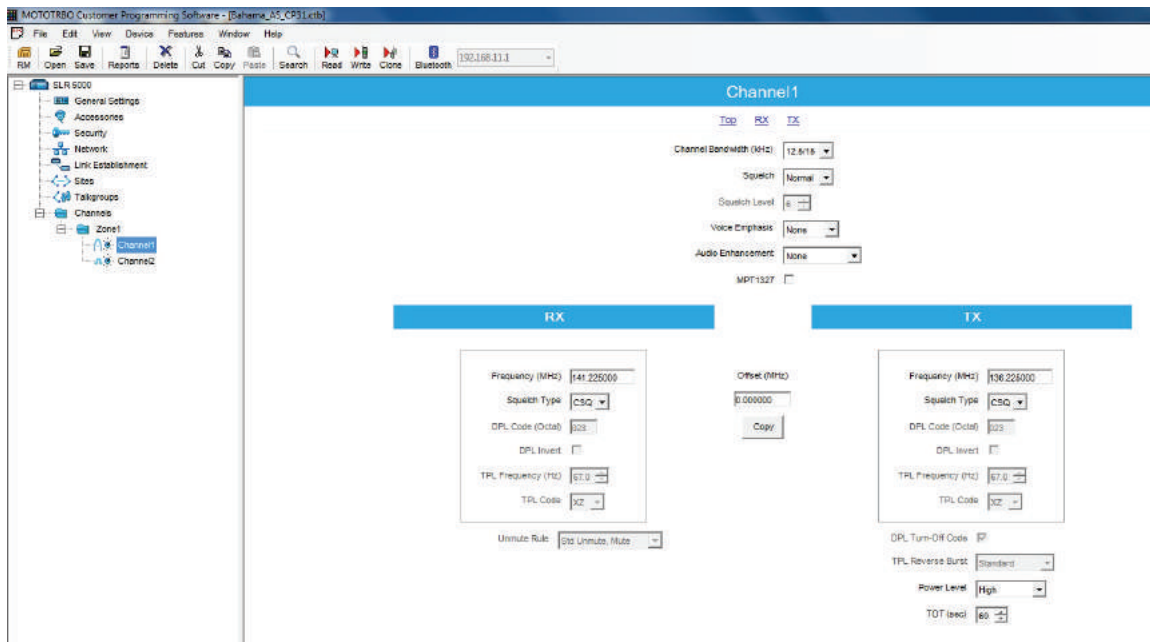 MOTOTRBO Customer Programming Software - [Bahama_AS_CP31.ctb]
File Edit View Device Features Window Help
RM Open Save Reports Delete Cut Copy Paste Search Read Write Clone Bluetooth 192.168.11.1
SLR 5000
General Settings
Accessories
Security
Network
Link Establishment
Sites
Talkgroups
Channels
Zone1
Channel1
Channel2
Channel1
Top RX TX
Channel Bandwidth (kHz) 12.5/15
Squelch Normal
Squelch Level 6
Voice Emphasis None
Audio Enhancement None
MPT1327
RX TX
Frequency (MHz) 141.225000 Offset (MHz) Frequency (MHz) 136.225000
Squelch Type CSQ 0.000000 Squelch Type CSQ
DPL Code (Octal) 023 Copy DPL Code (Octal) 023
DPL Invert DPL Invert
TPL Frequency (Hz) 67.0 TPL Frequency (Hz) 67.0
TPL Code XZ TPL Code XZ
Unmute Rule Std Unmute, Mute DPL Turn-Off Code
TPL Reverse Burst Standard
Power Level High
TOT (sec) 60